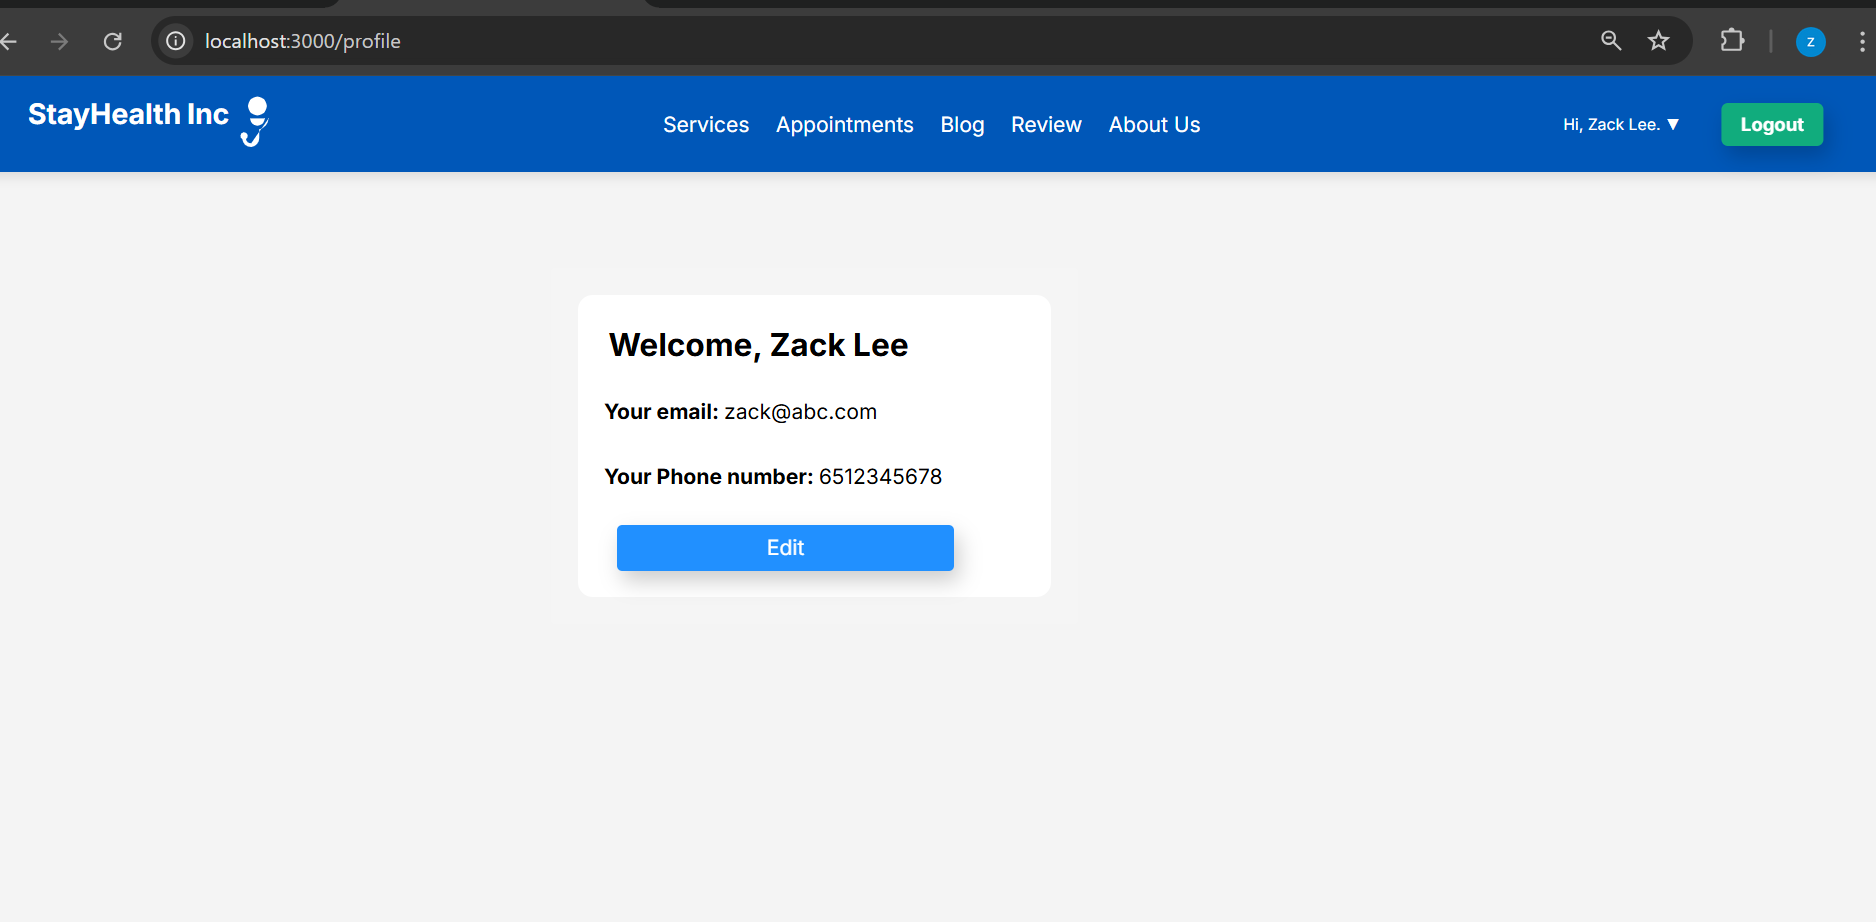 localhost:3000/profile
z
StayHealth Inc
Services Appointments Blog Review About Us
Hi, Zack Lee. ▼
Logout
Welcome, Zack Lee
Your email: zack@abc.com
Your Phone number: 6512345678
Edit